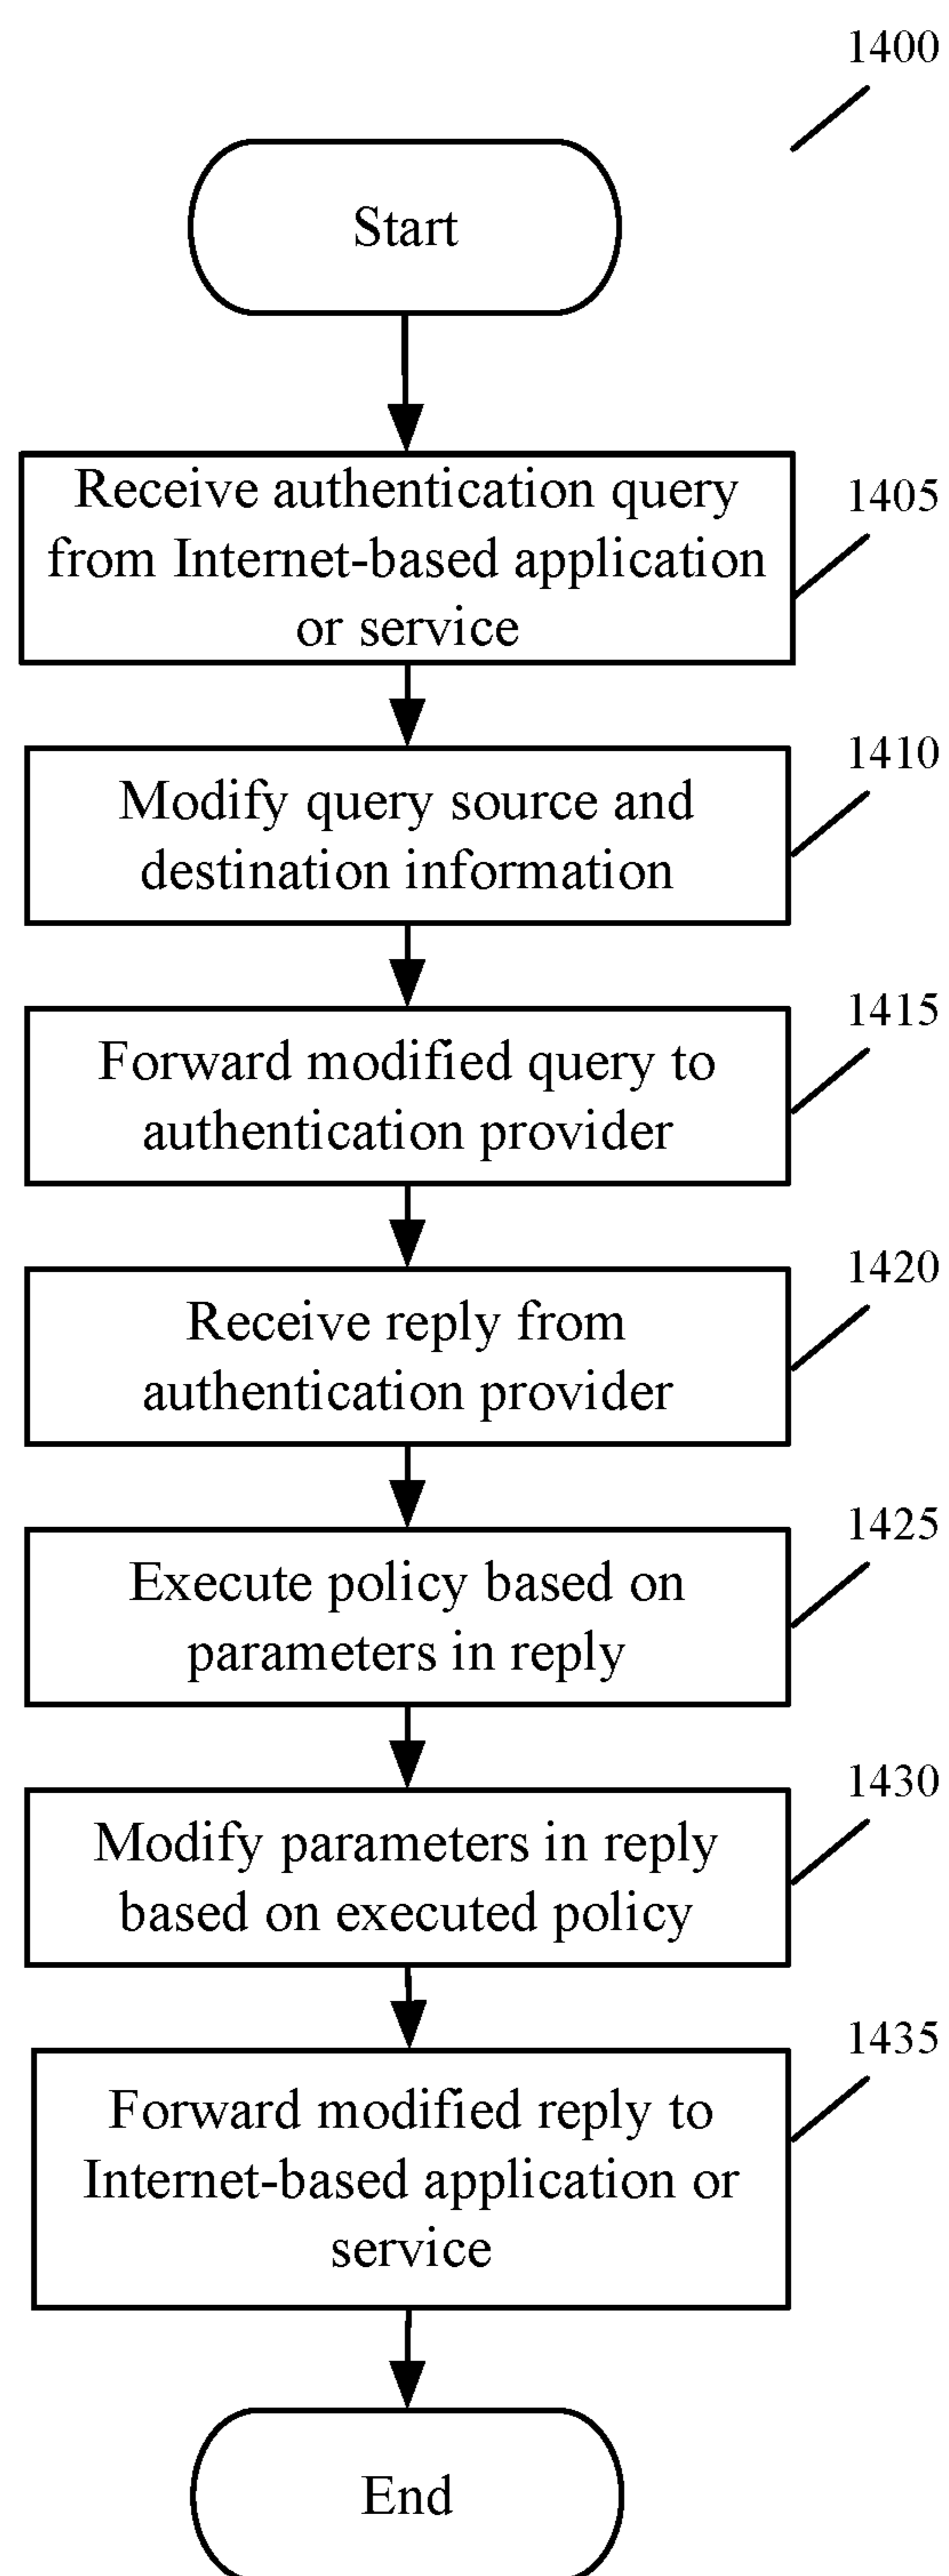 1400
Start
Receive authentication query
from Internet-based application
or service
1405
Modify query source and
destination information
1410
Forward modified query to
authentication provider
1415
Receive reply from
authentication provider
1420
Execute policy based on
parameters in reply
1425
Modify parameters in reply
based on executed policy
1430
Forward modified reply to
Internet-based application or
service
1435
End